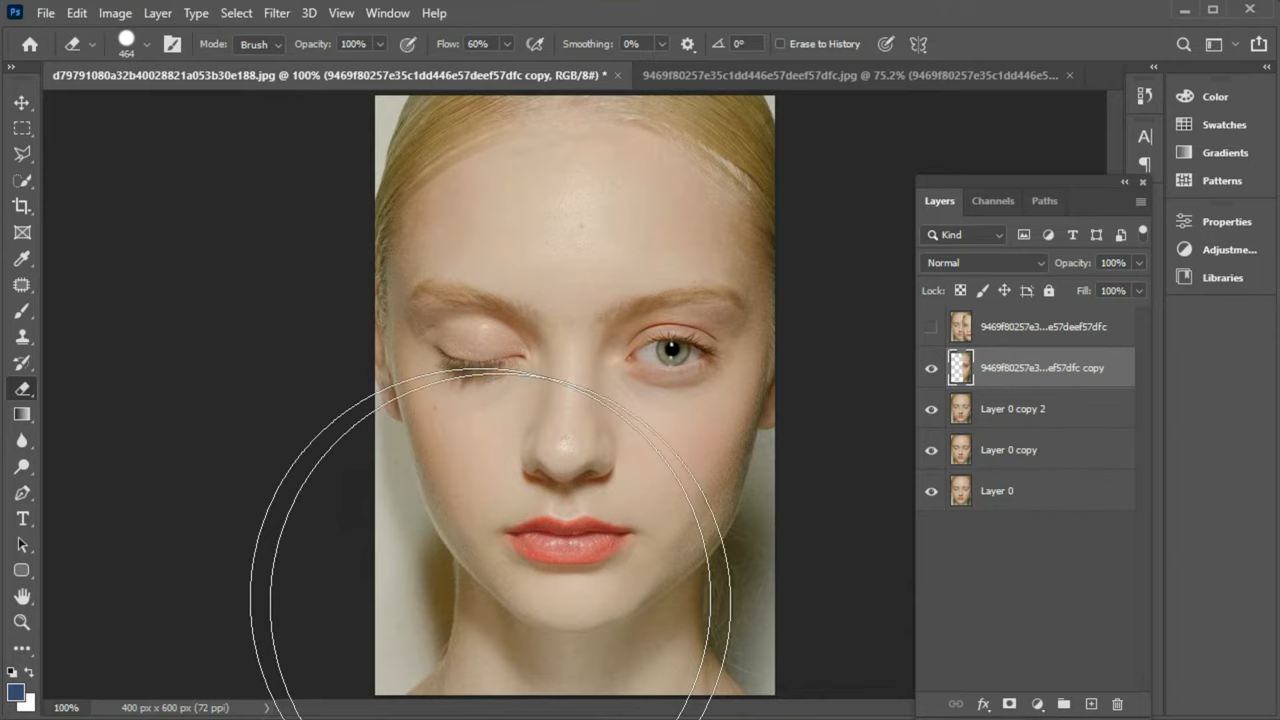 Ps File Edit Image Layer Type Select Filter 3D View Window Help
464 Mode: Brush Opacity: 100% Flow: 60% Smoothing: 0% 0° Erase to History
d79791080a32b40028821a053b30e188.jpg @ 100% (9469f80257e35c1dd446e57deef57dfc copy, RGB/8#) * × 9469f80257e35c1dd446e57deef57dfc.jpg @ 75.2% (9469f80257e35c1dd446e5... ×
Color
Swatches
Gradients
Patterns
Properties
Adjustme...
Libraries
Layers Channels Paths
Kind
Normal Opacity: 100%
Lock: Fill: 100%
9469f80257e3...e57deef57dfc
9469f80257e3...ef57dfc copy
Layer 0 copy 2
Layer 0 copy
Layer 0
fx
100% 400 px x 600 px (72 ppi)